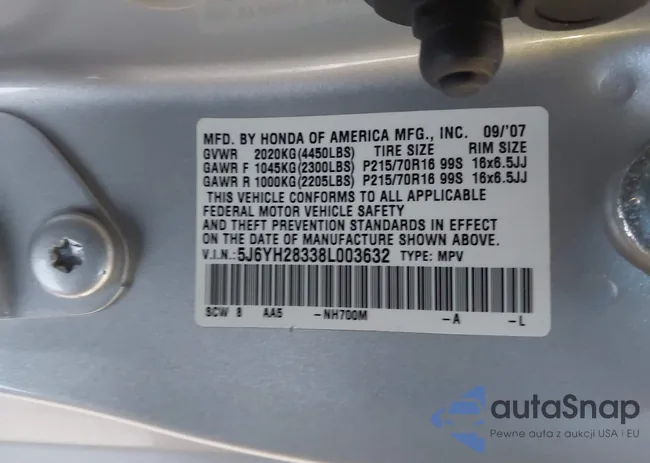 MFD. BY HONDA OF AMERICA MFG., INC. 09/'07
GVWR 2020KG(4450LBS) TIRE SIZE RIM SIZE
GAWR F 1045KG(2300LBS) P215/70R16 99S 16x6.5JJ
GAWR R 1000KG(2205LBS) P215/70R16 99S 16x6.5JJ
THIS VEHICLE CONFORMS TO ALL APPLICABLE
FEDERAL MOTOR VEHICLE SAFETY
AND THEFT PREVENTION STANDARDS IN EFFECT
ON THE DATE OF MANUFACTURE SHOWN ABOVE.
V.I.N.:5J6YH28338L003632 TYPE: MPV
SCW 8 AA5 -NH700M -A -L
autaSnap
Pewne auta z aukcji USA i EU